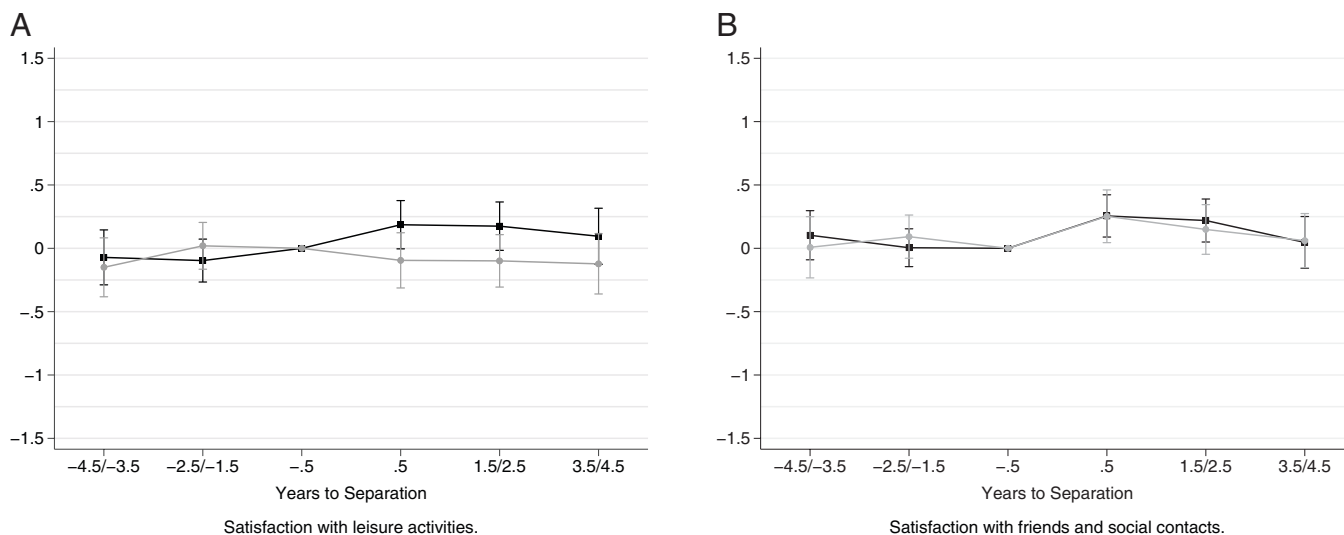 A
1.5
1
.5
0
−.5
−1
−1.5
−4.5/−3.5 −2.5/−1.5 −.5 .5 1.5/2.5 3.5/4.5
Years to Separation
Satisfaction with leisure activities.
B
1.5
1
.5
0
−.5
−1
−1.5
−4.5/−3.5 −2.5/−1.5 −.5 .5 1.5/2.5 3.5/4.5
Years to Separation
Satisfaction with friends and social contacts.